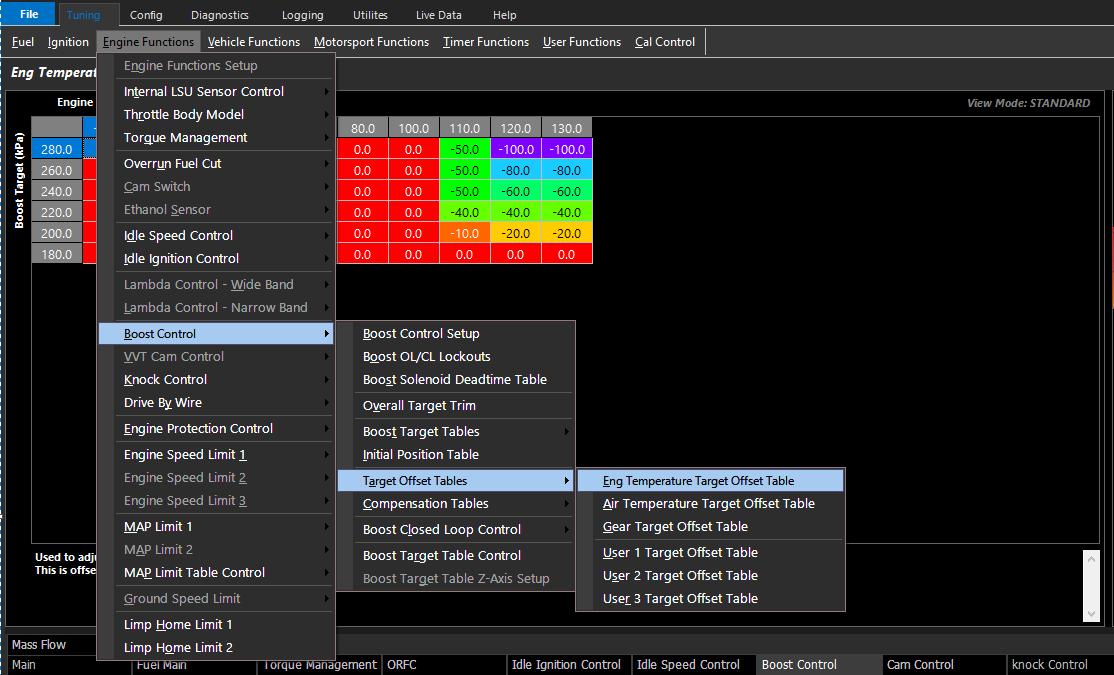 File Tuning Config Diagnostics Logging Utilites Live Data Help
Fuel Ignition Engine Functions Vehicle Functions Motorsport Functions Timer Functions User Functions Cal Control
Eng Temperat
Engine
View Mode: STANDARD
Boost Target (kPa)
80.0 100.0 110.0 120.0 130.0
280.0 0.0 0.0 -50.0 -100.0 -100.0
260.0 0.0 0.0 -50.0 -80.0 -80.0
240.0 0.0 0.0 -50.0 -60.0 -60.0
220.0 0.0 0.0 -40.0 -40.0 -40.0
200.0 0.0 0.0 -10.0 -20.0 -20.0
180.0 0.0 0.0 0.0 0.0 0.0
Engine Functions Setup
Internal LSU Sensor Control
Throttle Body Model
Torque Management
Overrun Fuel Cut
Cam Switch
Ethanol Sensor
Idle Speed Control
Idle Ignition Control
Lambda Control - Wide Band
Lambda Control - Narrow Band
Boost Control
VVT Cam Control
Knock Control
Drive By Wire
Engine Protection Control
Engine Speed Limit 1
Engine Speed Limit 2
Engine Speed Limit 3
MAP Limit 1
MAP Limit 2
MAP Limit Table Control
Ground Speed Limit
Limp Home Limit 1
Limp Home Limit 2
Boost Control Setup
Boost OL/CL Lockouts
Boost Solenoid Deadtime Table
Overall Target Trim
Boost Target Tables
Initial Position Table
Target Offset Tables
Compensation Tables
Boost Closed Loop Control
Boost Target Table Control
Boost Target Table Z-Axis Setup
Eng Temperature Target Offset Table
Air Temperature Target Offset Table
Gear Target Offset Table
User 1 Target Offset Table
User 2 Target Offset Table
User 3 Target Offset Table
Used to adju
This is offse
Mass Flow
Main Fuel Main Torque Management ORFC Idle Ignition Control Idle Speed Control Boost Control Cam Control knock Control